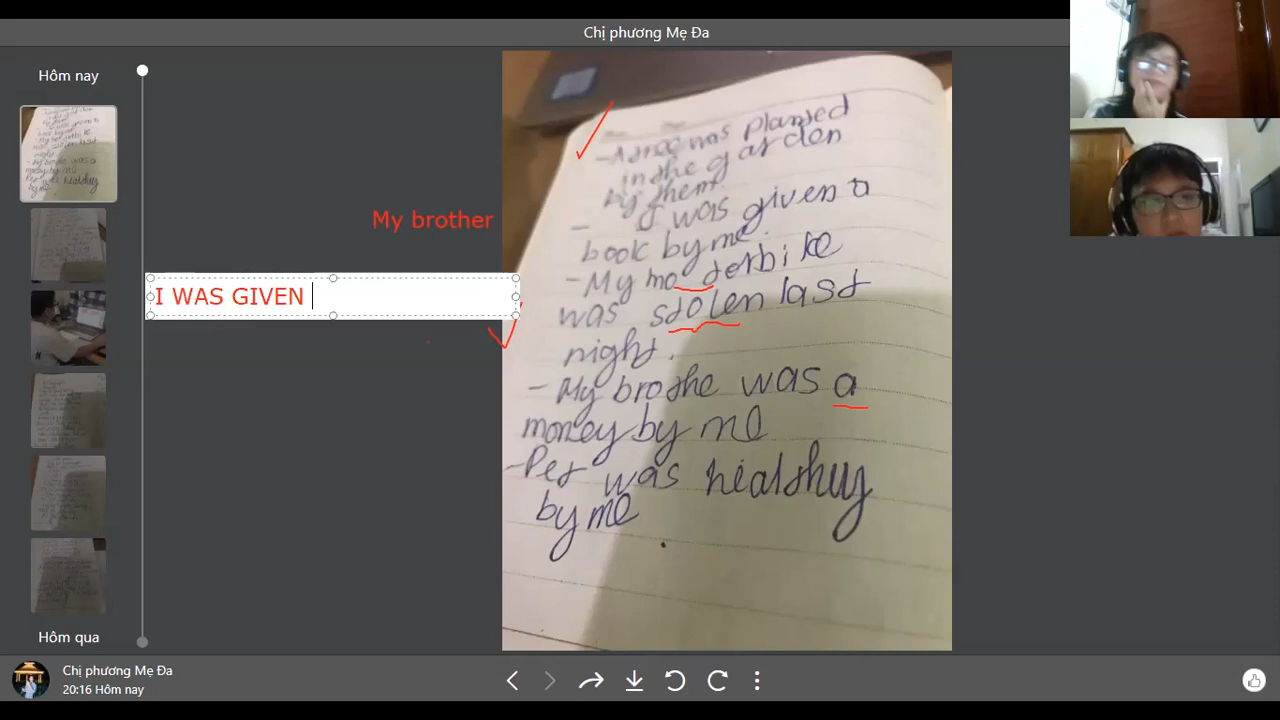 Chị phương Mẹ Đa
Hôm nay
My brother
I WAS GIVEN
- A tree was planted
in the garden
by them.
- I was given a
book by me.
- My motorbike
was stolen last
night.
- My brothe was a
money by me
- Pet was healthy
by me
Hôm qua
Chị phương Mẹ Đa
20:16 Hôm nay